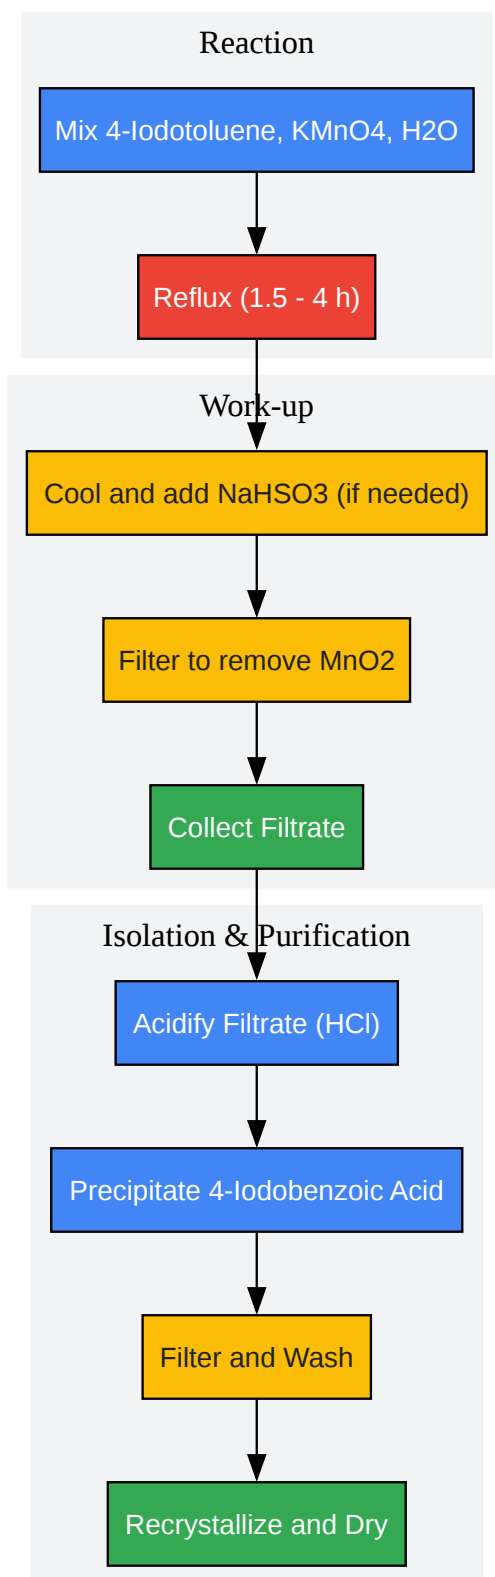 Reaction
Mix 4-Iodotoluene, KMnO4, H2O
Reflux (1.5 - 4 h)
Work-up
Cool and add NaHSO3 (if needed)
Filter to remove MnO2
Collect Filtrate
Isolation & Purification
Acidify Filtrate (HCl)
Precipitate 4-Iodobenzoic Acid
Filter and Wash
Recrystallize and Dry